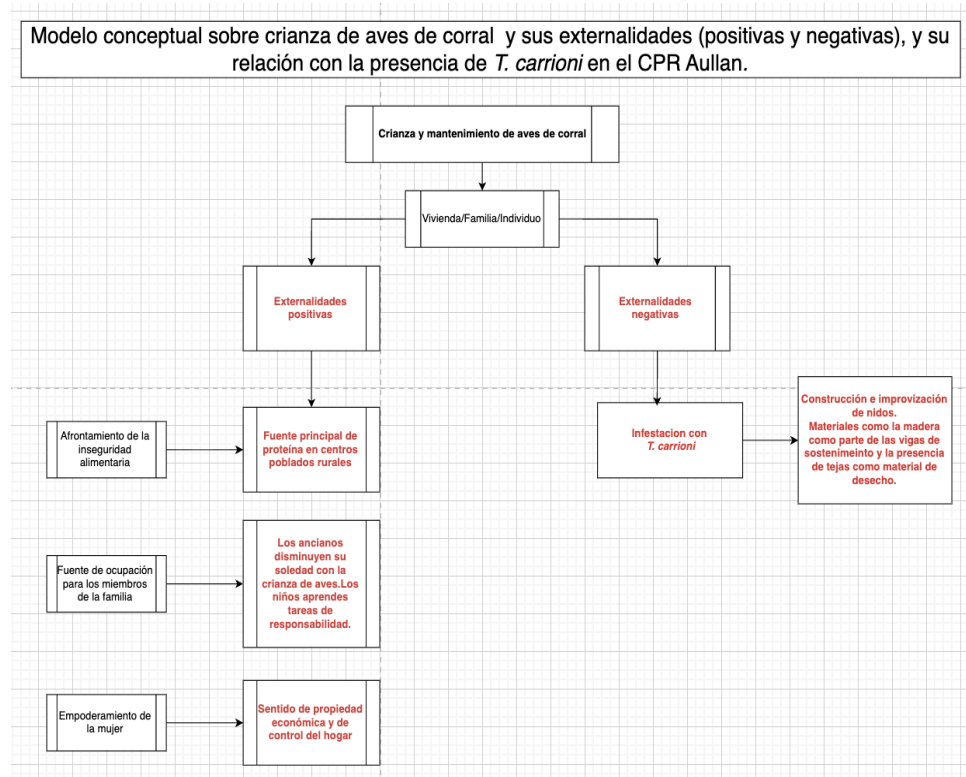 Modelo conceptual sobre crianza de aves de corral y sus externalidades (positivas y negativas), y su
relación con la presencia de T. carrioni en el CPR Aullan.
Crianza y mantenimiento de aves de corral
Vivienda/Familia/Individuo
Externalidades
positivas
Externalidades
negativas
Afrontamiento de la
inseguridad
alimentaria
Fuente principal de
proteína en centros
poblados rurales
Infestacion con
T. carrioni
Construcción e improvización
de nidos.
Materiales como la madera
como parte de las vigas de
sostenimeinto y la presencia
de tejas como material de
desecho.
Fuente de ocupación
para los miembros
de la familia
Los ancianos
disminuyen su
soledad con la
crianza de aves.Los
niños aprendes
tareas de
responsabilidad.
Empoderamiento de
la mujer
Sentido de propiedad
económica y de
control del hogar